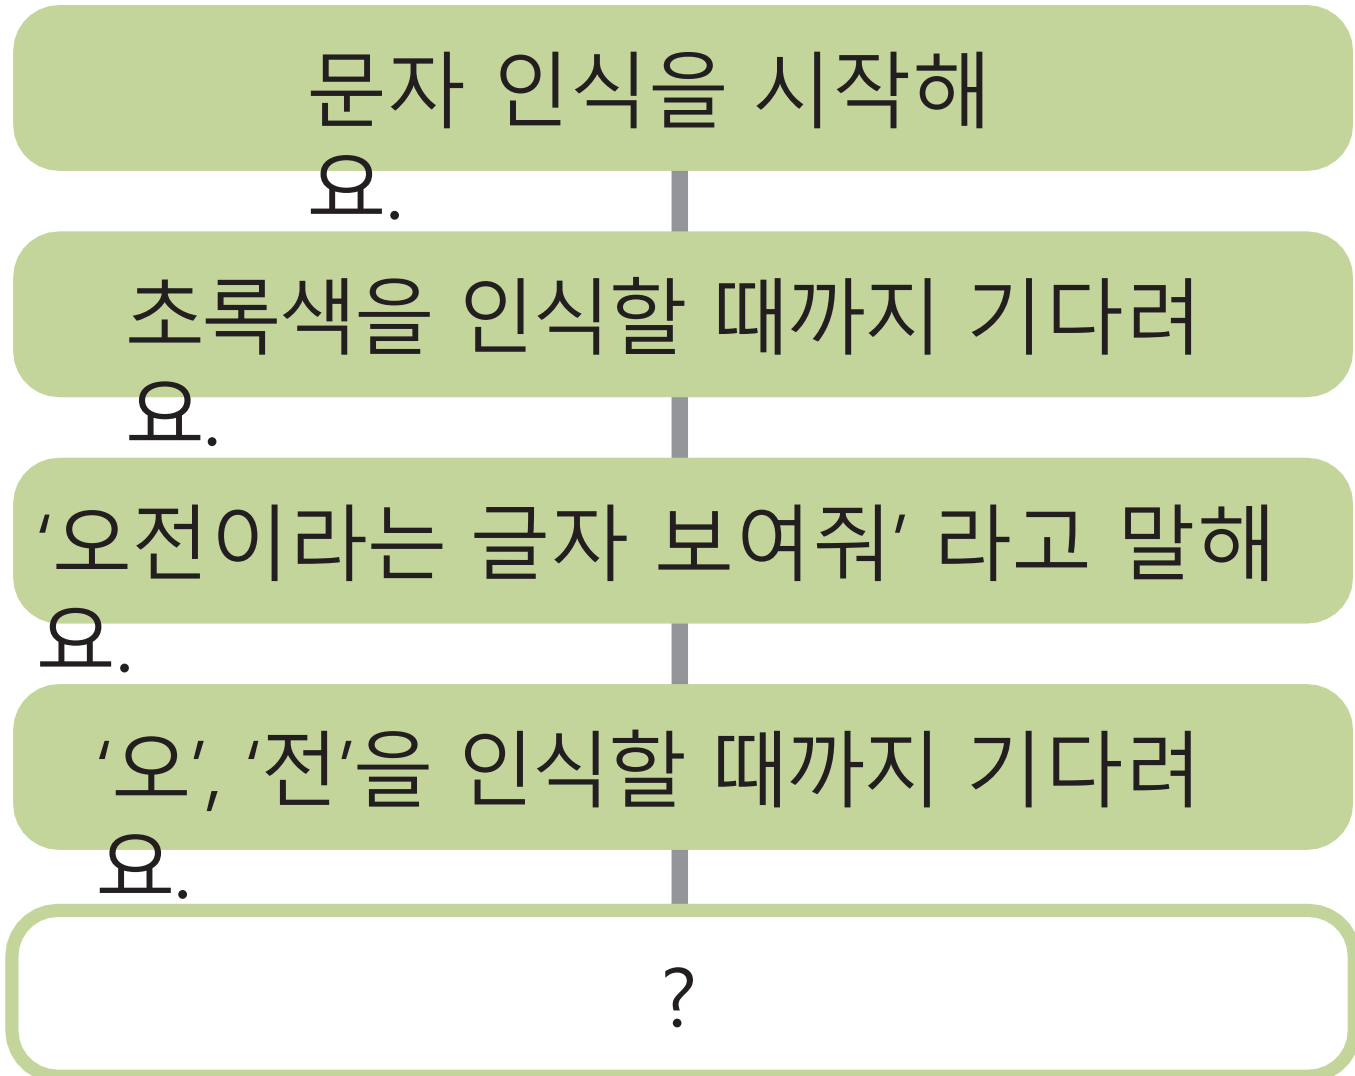 문자 인식을 시작해
요.
초록색을 인식할 때까지 기다려
요.
‘오전이라는 글자 보여줘’ 라고 말해
요.
‘오’, ‘전’을 인식할 때까지 기다려
요.
?